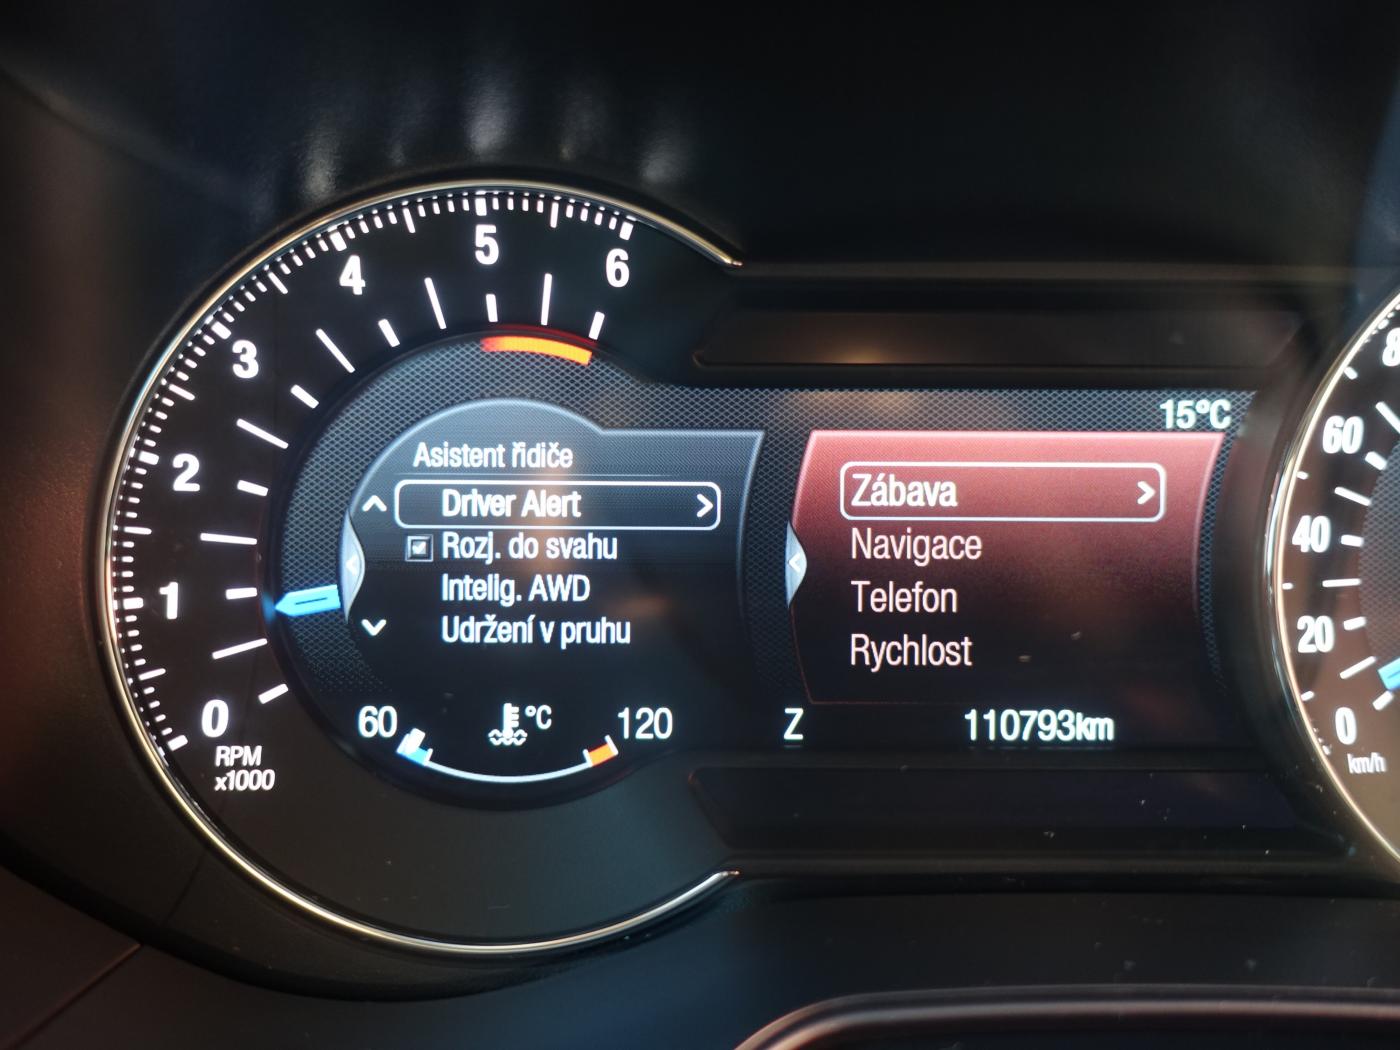 5
4
6
3
2
1
0
RPM
x1000
Asistent řidiče
Driver Alert
Rozj. do svahu
Intelig. AWD
Udržení v pruhu
60
°C
120
15°C
Zábava
Navigace
Telefon
Rychlost
Z
110793km
8
60
40
20
0
km/h